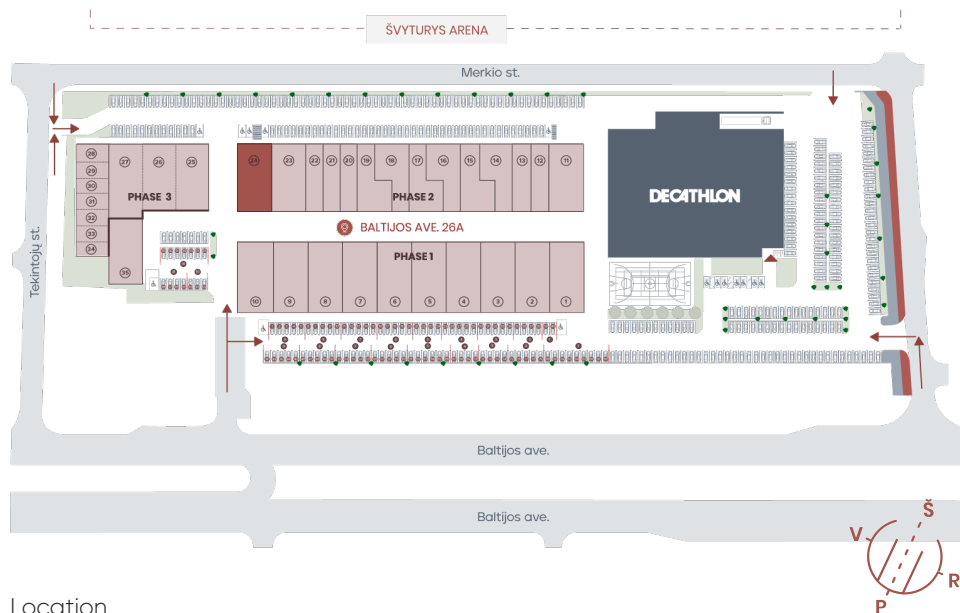 ŠVYTURYS ARENA
Merkio st.
Tekintojų st.
28
29
30
31
32
33
34
27
26
25
PHASE 3
35
24
23
22
21
20
19
18
17
16
15
14
13
12
11
PHASE 2
BALTIJOS AVE. 26A
PHASE 1
10
9
8
7
6
5
4
3
2
1
DECATHLON
Baltijos ave.
Baltijos ave.
Š
V
R
P
Location